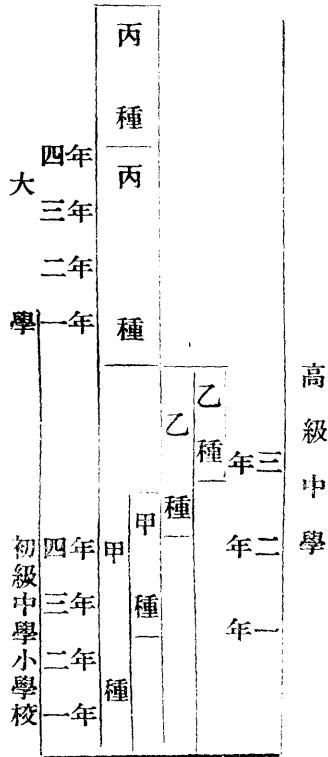 高級中學
三年
二年
一年
乙種
乙種
甲種
丙種
丙種
甲種
四年
三年
二年
一年
四年
三年
二年
一年
大學
初級中學小學校